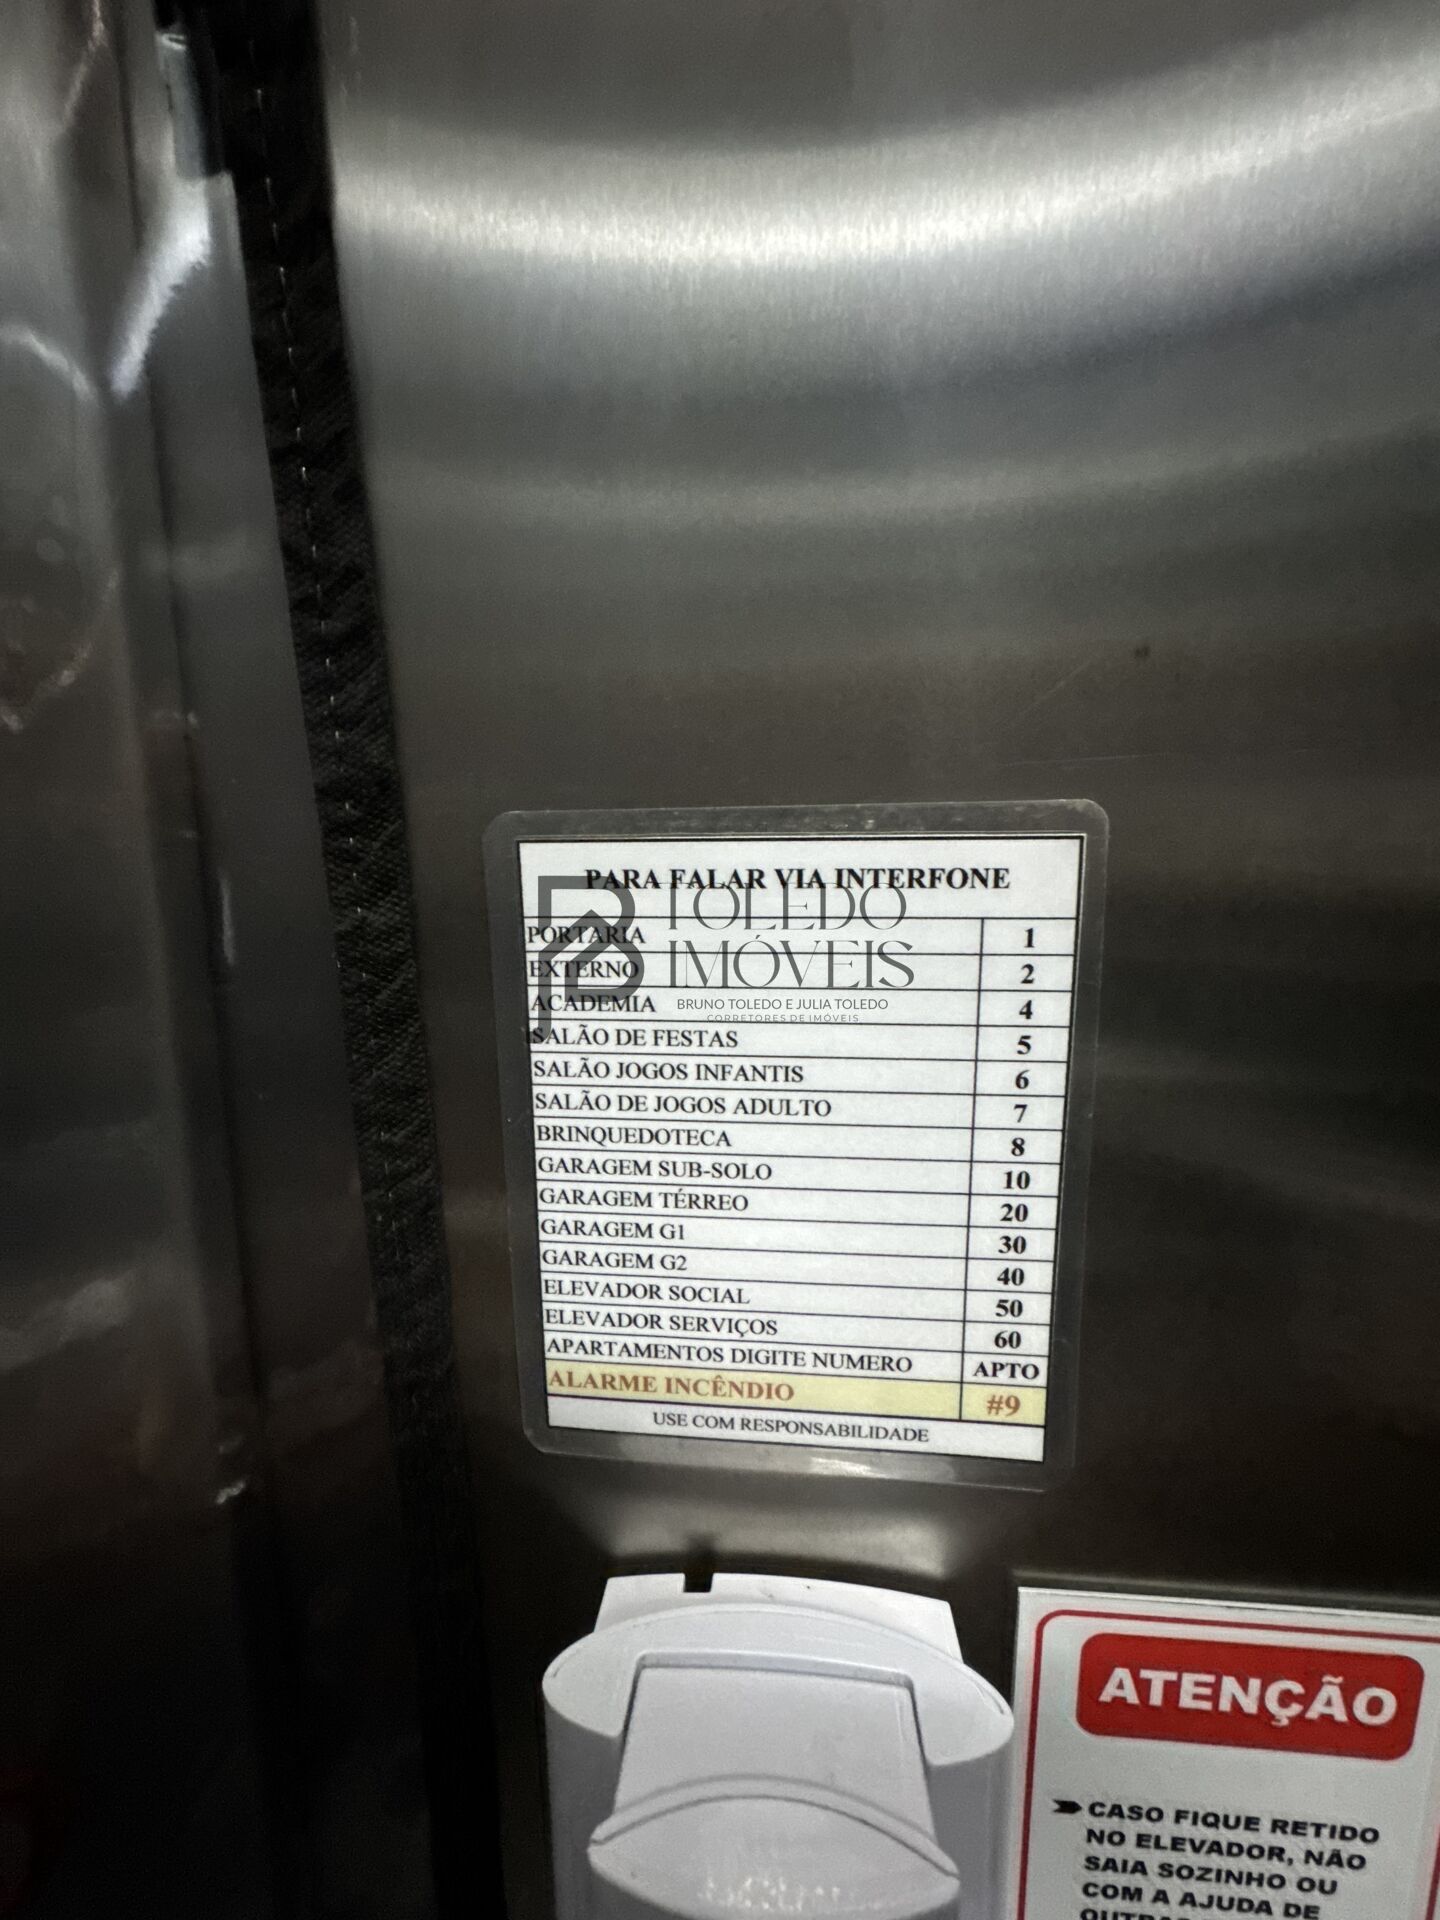 PARA FALAR VIA INTERFONE
PORTARIA 1
EXTERNO 2
ACADEMIA 4
SALÃO DE FESTAS 5
SALÃO JOGOS INFANTIS 6
SALÃO DE JOGOS ADULTO 7
BRINQUEDOTECA 8
GARAGEM SUB-SOLO 10
GARAGEM TÉRREO 20
GARAGEM G1 30
GARAGEM G2 40
ELEVADOR SOCIAL 50
ELEVADOR SERVIÇOS 60
APARTAMENTOS DIGITE NUMERO APTO
ALARME INCÊNDIO #9
USE COM RESPONSABILIDADE
TOLEDO
IMÓVEIS
BRUNO TOLEDO E JULIA TOLEDO
CORRETORES DE IMÓVEIS
ATENÇÃO
CASO FIQUE RETIDO
NO ELEVADOR, NÃO
SAIA SOZINHO OU
COM A AJUDA DE